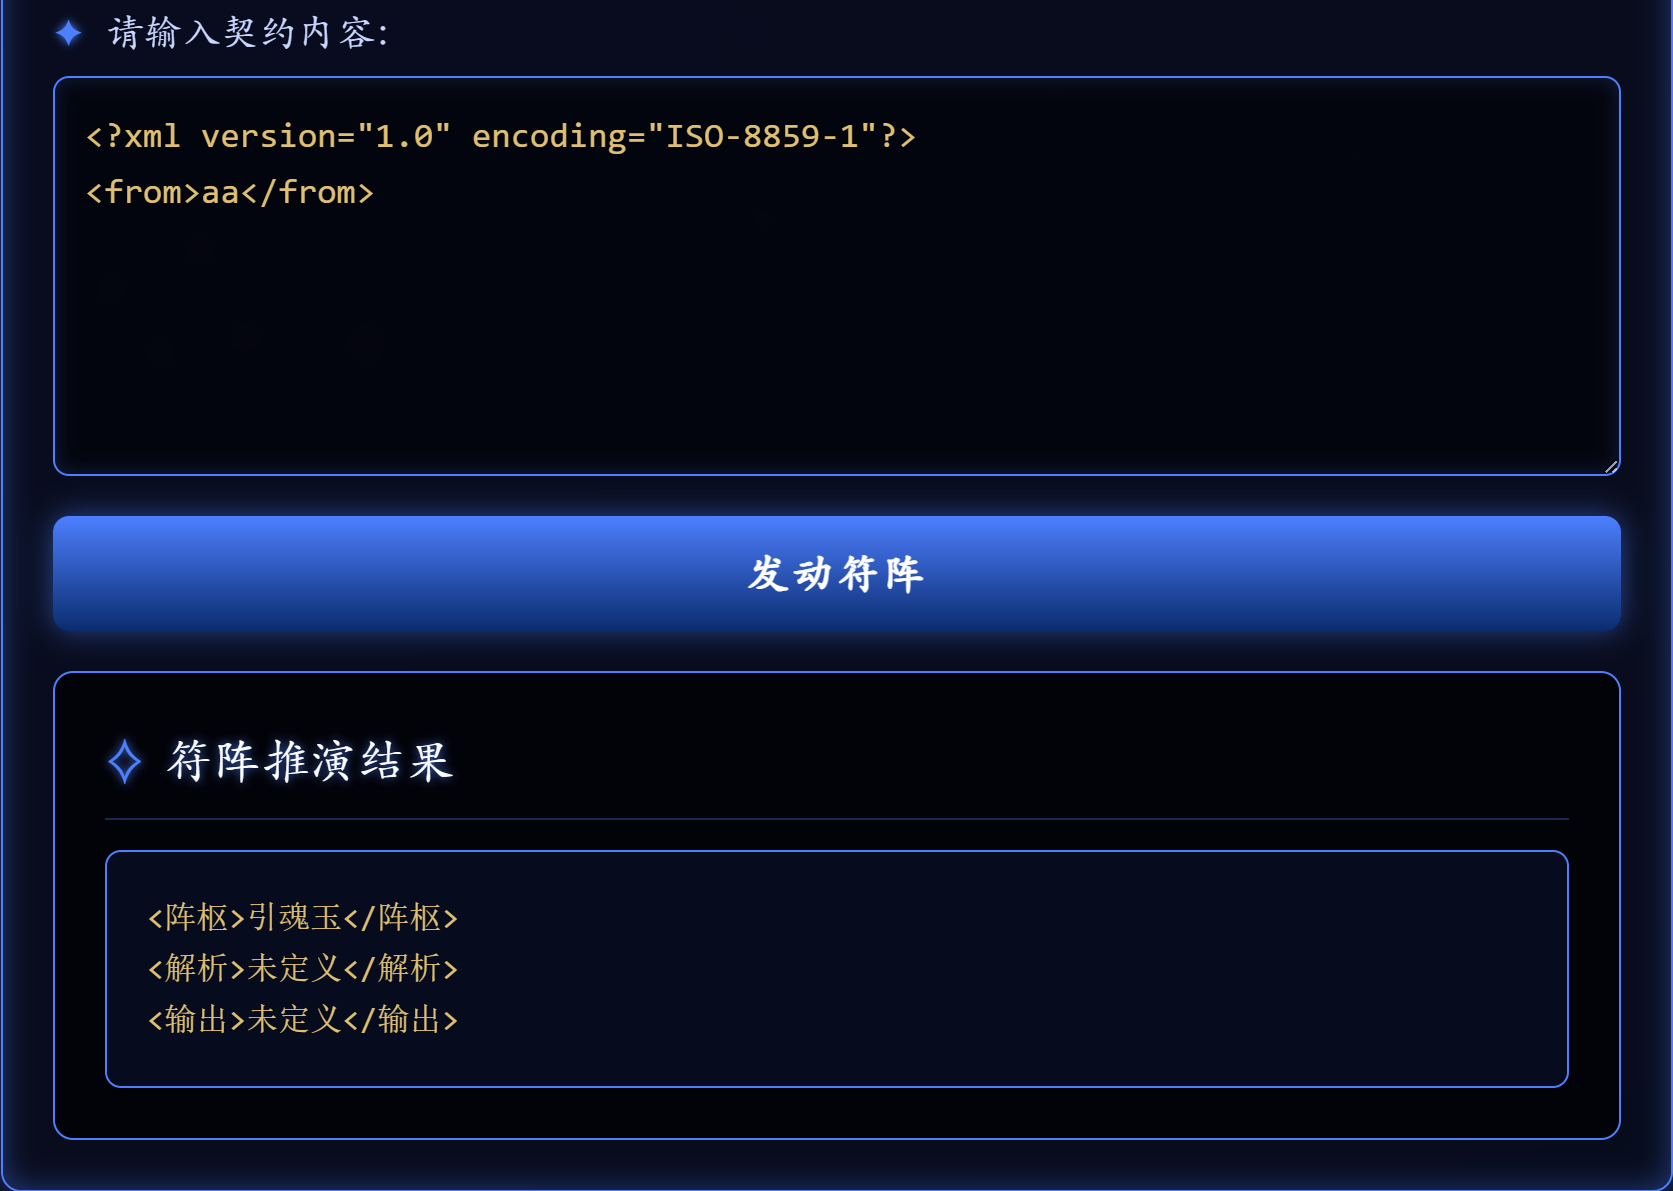 ✦ 请输入契约内容:
<?xml version="1.0" encoding="ISO-8859-1"?>
<from>aa</from>
发动符阵
✧ 符阵推演结果
<阵枢>引魂玉</阵枢>
<解析>未定义</解析>
<输出>未定义</输出>